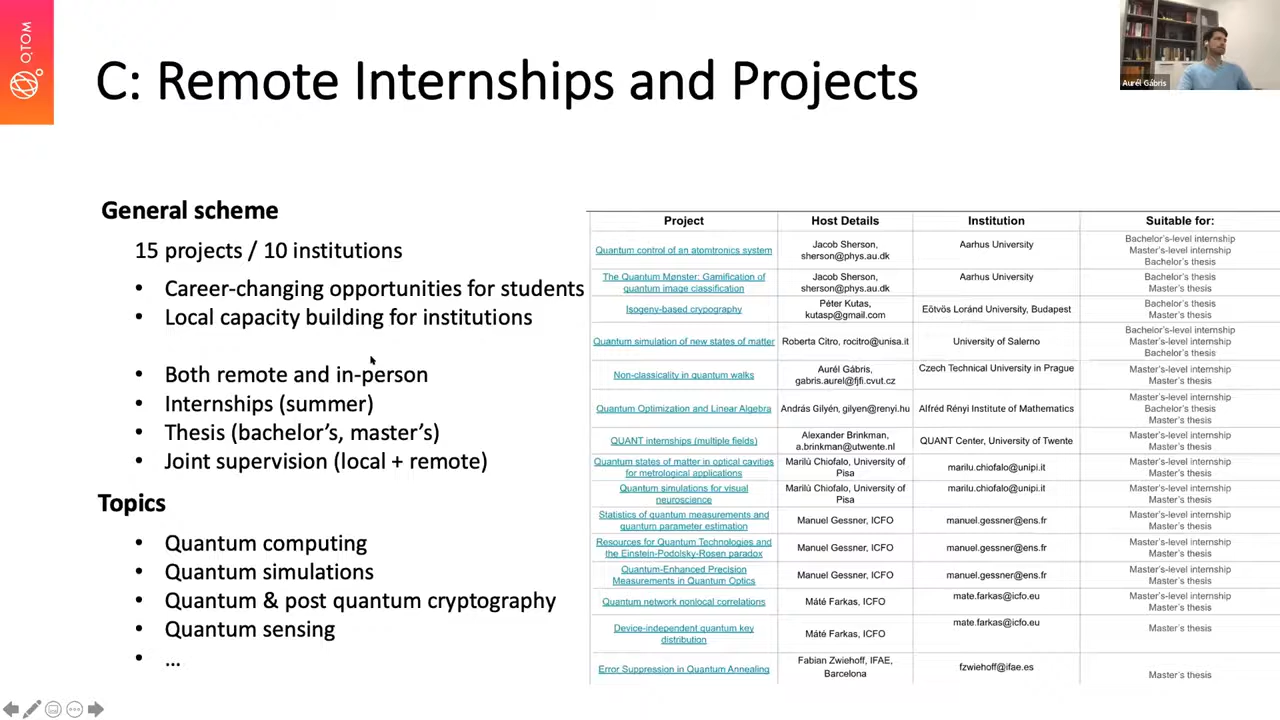 QTOM
C: Remote Internships and Projects
Aurél Gábris
General scheme
15 projects / 10 institutions
• Career-changing opportunities for students
• Local capacity building for institutions
• Both remote and in-person
• Internships (summer)
• Thesis (bachelor's, master's)
• Joint supervision (local + remote)
Topics
• Quantum computing
• Quantum simulations
• Quantum & post quantum cryptography
• Quantum sensing
• ...
Project Host Details Institution Suitable for:
Quantum control of an atomtronics system
Jacob Sherson,
sherson@phys.au.dk
Aarhus University
Bachelor's-level internship
Master's-level internship
Bachelor's thesis
The Quantum Mønster: Gamification of
quantum image classification
Jacob Sherson,
sherson@phys.au.dk
Aarhus University
Bachelor's thesis
Master's thesis
Isogeny-based crypography
Péter Kutas,
kutasp@gmail.com
Eötvös Loránd University, Budapest
Bachelor's thesis
Master's thesis
Quantum simulation of new states of matter
Roberta Citro, rocitro@unisa.it
University of Salerno
Bachelor's-level internship
Master's-level internship
Bachelor's thesis
Non-classicality in quantum walks
Aurél Gábris,
gabris.aurel@fjfi.cvut.cz
Czech Technical University in Prague
Master's-level internship
Master's thesis
Quantum Optimization and Linear Algebra
András Gilyén, gilyen@renyi.hu
Alfréd Rényi Institute of Mathematics
Master's-level internship
Bachelor's thesis
Master's thesis
QUANT internships (multiple fields)
Alexander Brinkman,
a.brinkman@utwente.nl
QUANT Center, University of Twente
Master's-level internship
Master's thesis
Quantum states of matter in optical cavities
for metrological applications
Marilù Chiofalo, University of
Pisa
marilu.chiofalo@unipi.it
Master's-level internship
Master's thesis
Quantum simulations for visual
neuroscience
Marilù Chiofalo, University of
Pisa
marilu.chiofalo@unipi.it
Master's-level internship
Master's thesis
Statistics of quantum measurements and
quantum parameter estimation
Manuel Gessner, ICFO
manuel.gessner@ens.fr
Master's-level internship
Master's thesis
Resources for Quantum Technologies and
the Einstein-Podolsky-Rosen paradox
Manuel Gessner, ICFO
manuel.gessner@ens.fr
Master's-level internship
Master's thesis
Quantum-Enhanced Precision
Measurements in Quantum Optics
Manuel Gessner, ICFO
manuel.gessner@ens.fr
Master's-level internship
Master's thesis
Quantum network nonlocal correlations
Máté Farkas, ICFO
mate.farkas@icfo.eu
Master's-level internship
Master's thesis
Device-independent quantum key
distribution
Máté Farkas, ICFO
mate.farkas@icfo.eu
Master's thesis
Error Suppression in Quantum Annealing
Fabian Zwiehoff, IFAE,
Barcelona
fzwiehoff@ifae.es
Master's thesis